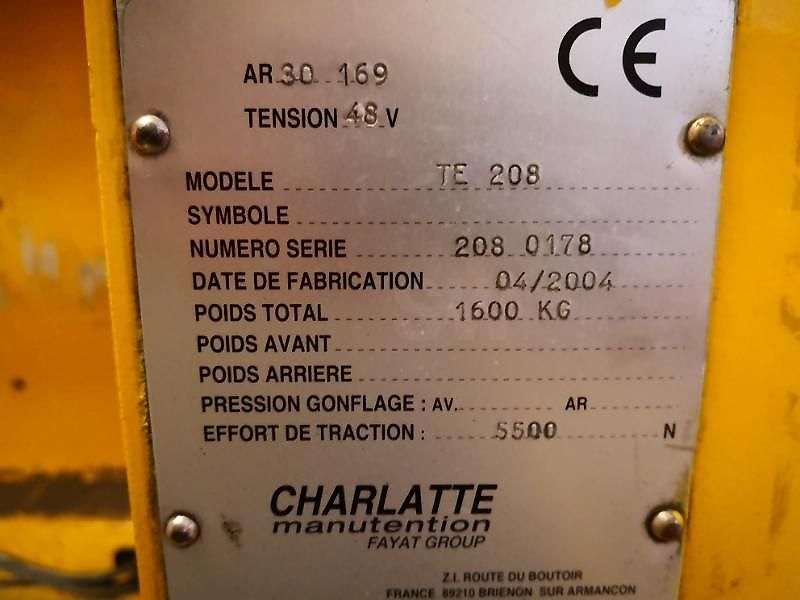 CE
AR 30 169
TENSION 48 V
MODELE TE 208
SYMBOLE
NUMERO SERIE 208 0178
DATE DE FABRICATION 04/2004
POIDS TOTAL 1600 KG
POIDS AVANT
POIDS ARRIERE
PRESSION GONFLAGE : AV. AR
EFFORT DE TRACTION : 5500 N
CHARLATTE
manutention
FAYAT GROUP
Z.I. ROUTE DU BOUTOIR
FRANCE 89210 BRIENON SUR ARMANCON